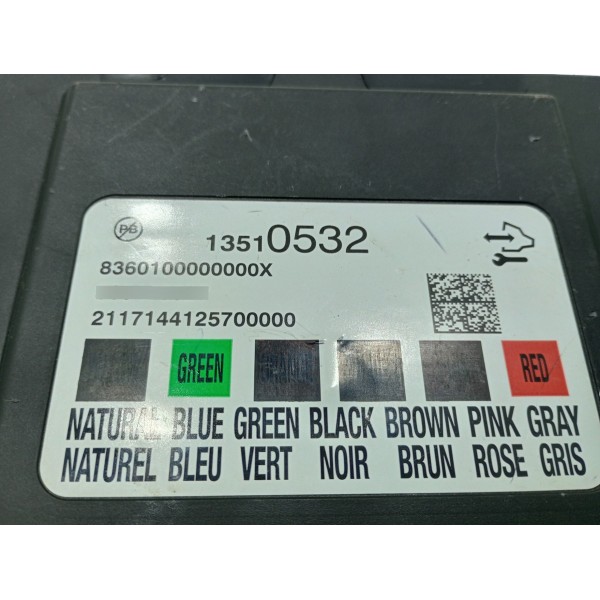 PB
13510532
8360100000000X
2117144125700000
GREEN RED
NATURAL BLUE GREEN BLACK BROWN PINK GRAY
NATUREL BLEU VERT NOIR BRUN ROSE GRIS